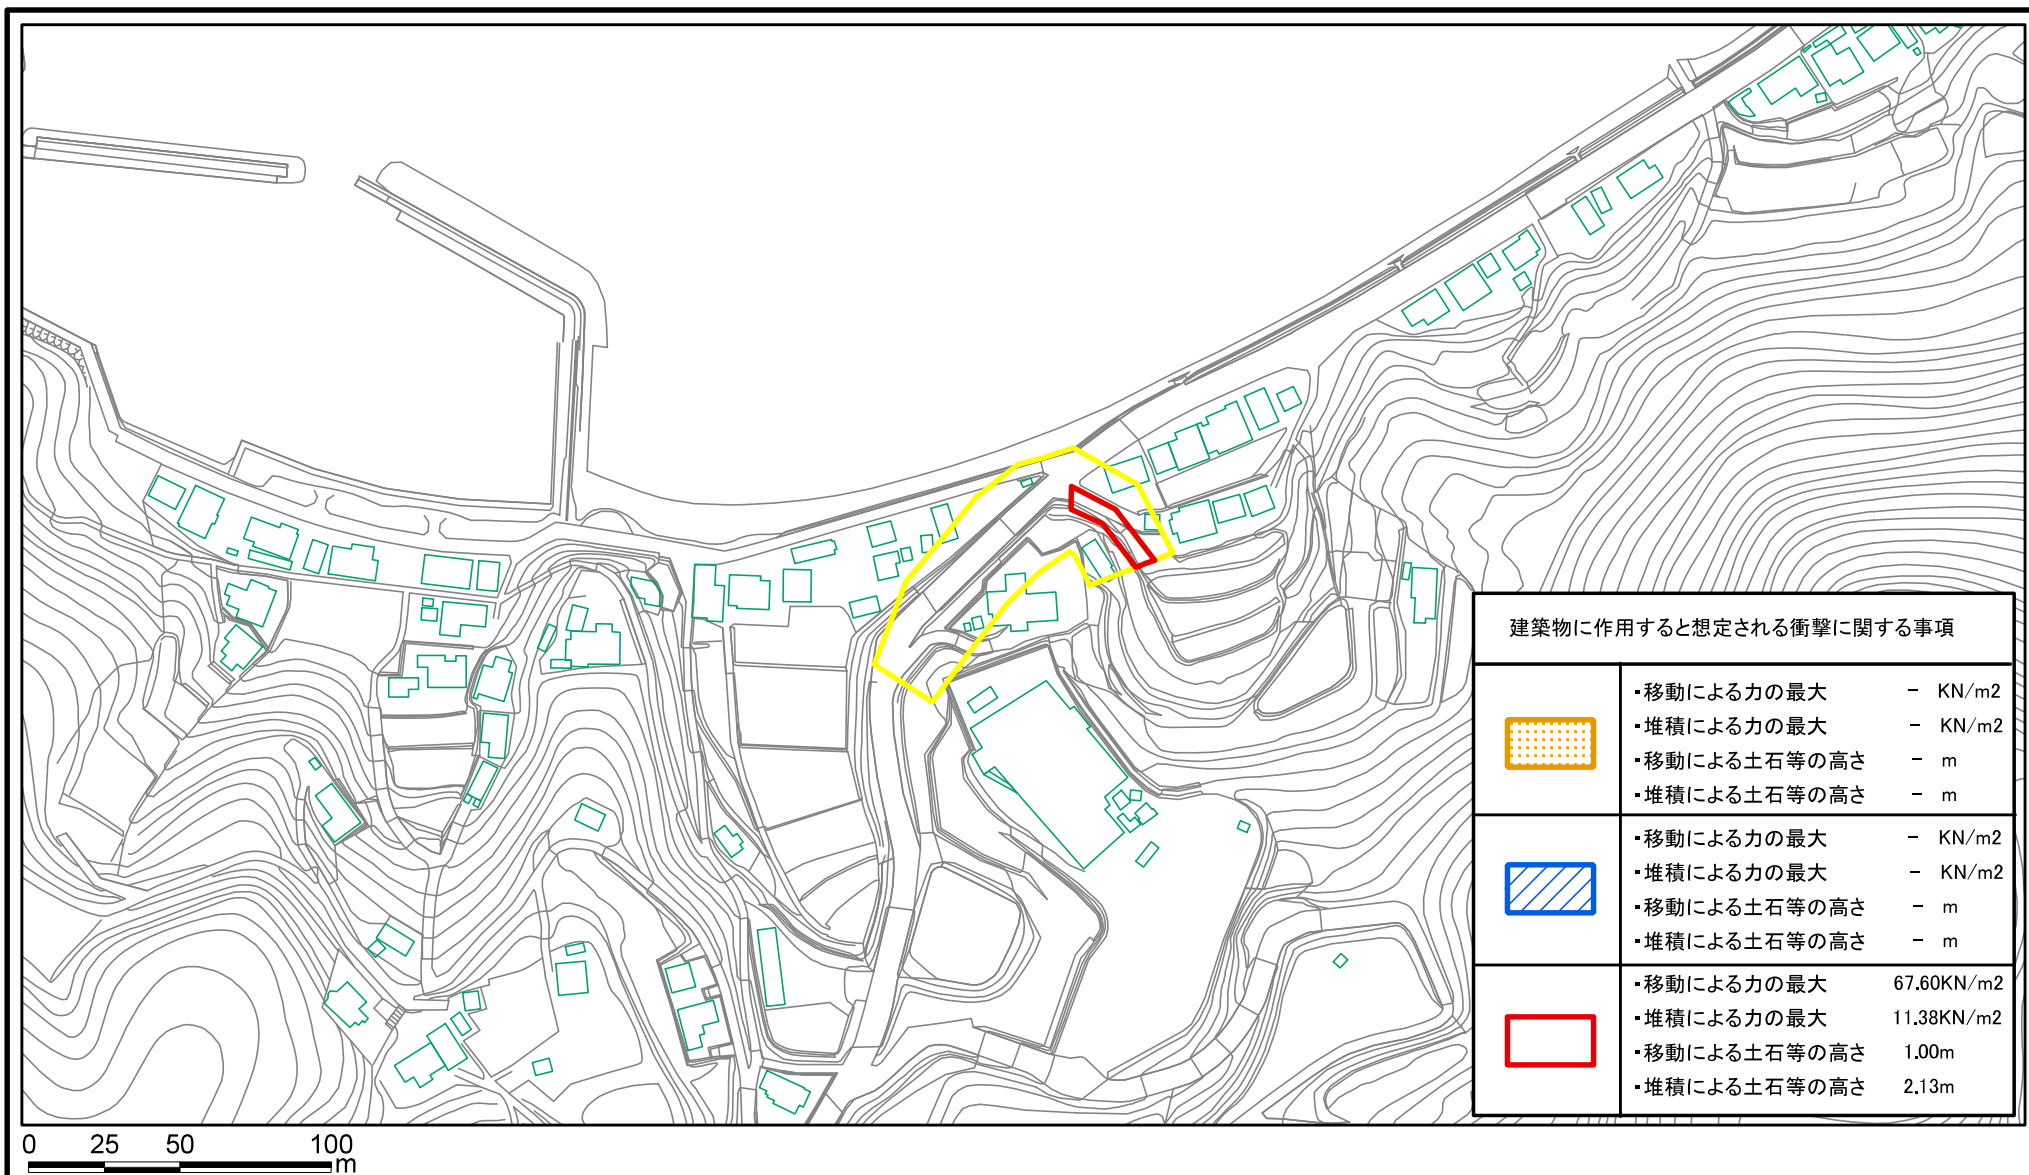 建築物に作用すると想定される衝撃に関する事項
・移動による力の最大 － KN/m2
・堆積による力の最大 － KN/m2
・移動による土石等の高さ － m
・堆積による土石等の高さ － m
・移動による力の最大 － KN/m2
・堆積による力の最大 － KN/m2
・移動による土石等の高さ － m
・堆積による土石等の高さ － m
・移動による力の最大 67.60KN/m2
・堆積による力の最大 11.38KN/m2
・移動による土石等の高さ 1.00m
・堆積による土石等の高さ 2.13m
0 25 50 100
m